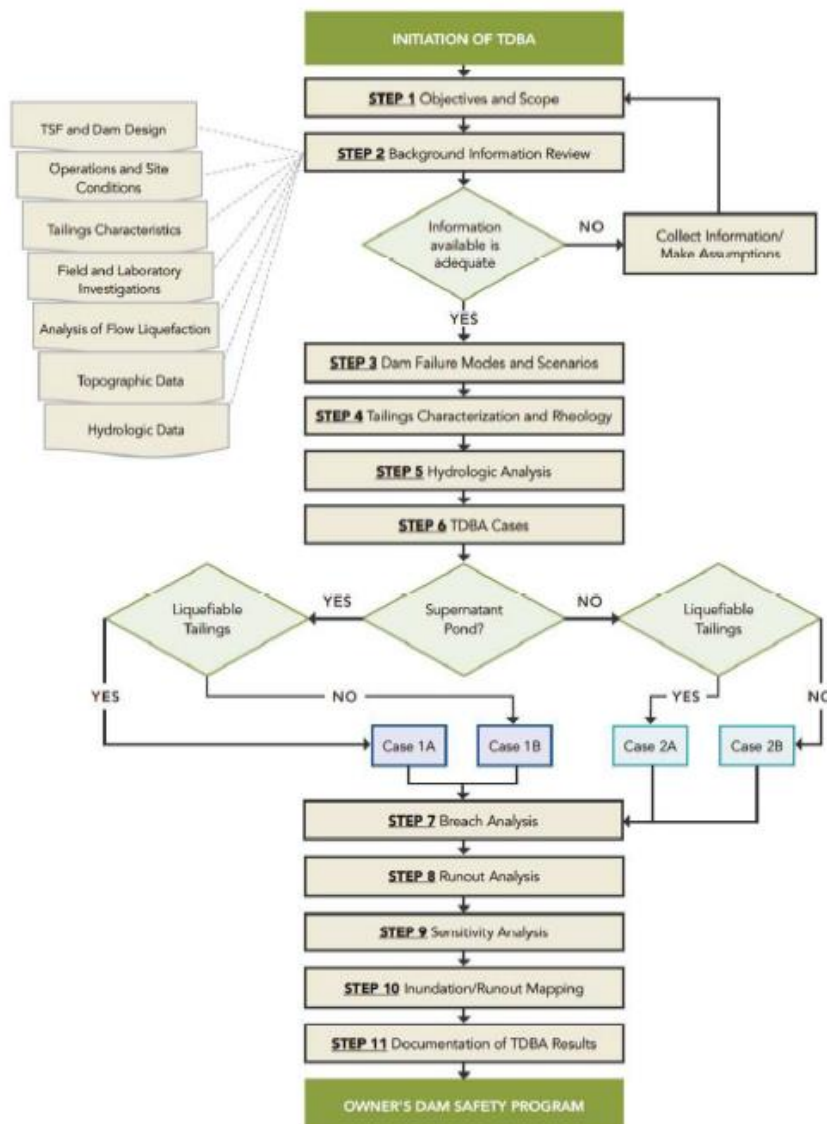 INITIATION OF TDBA
STEP 1 Objectives and Scope
STEP 2 Background Information Review
TSF and Dam Design
Operations and Site
Conditions
Tailings Characteristics
Field and Laboratory
Investigations
Analysis of Flow Liquefaction
Topographic Data
Hydrologic Data
Information
available is
adequate
NO
Collect Information/
Make Assumptions
YES
STEP 3 Dam Failure Modes and Scenarios
STEP 4 Tailings Characterization and Rheology
STEP 5 Hydrologic Analysis
STEP 6 TDBA Cases
Liquefiable
Tailings
YES
Supernatant
Pond?
NO
Liquefiable
Tailings
YES
NO
YES
NO
Case 1A
Case 1B
Case 2A
Case 2B
STEP 7 Breach Analysis
STEP 8 Runout Analysis
STEP 9 Sensitivity Analysis
STEP 10 Inundation/Runout Mapping
STEP 11 Documentation of TDBA Results
OWNER'S DAM SAFETY PROGRAM